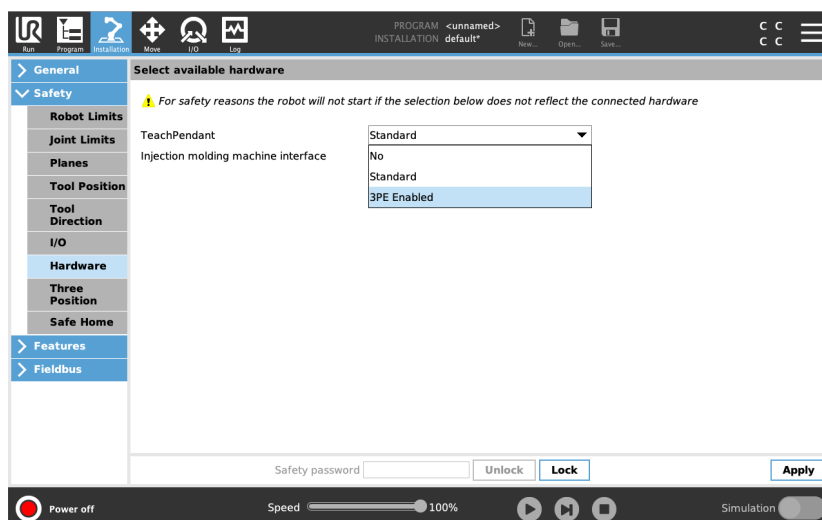 UR
Run
Program
Installation
Move
I/O
Log
PROGRAM <unnamed>
INSTALLATION default*
New...
Open...
Save...
C C
C C
General
Safety
Robot Limits
Joint Limits
Planes
Tool Position
Tool
Direction
I/O
Hardware
Three
Position
Safe Home
Features
Fieldbus
Select available hardware
For safety reasons the robot will not start if the selection below does not reflect the connected hardware
TeachPendant
Standard
Injection molding machine interface
No
Standard
3PE Enabled
Safety password
Unlock
Lock
Apply
Power off
Speed
100%
Simulation